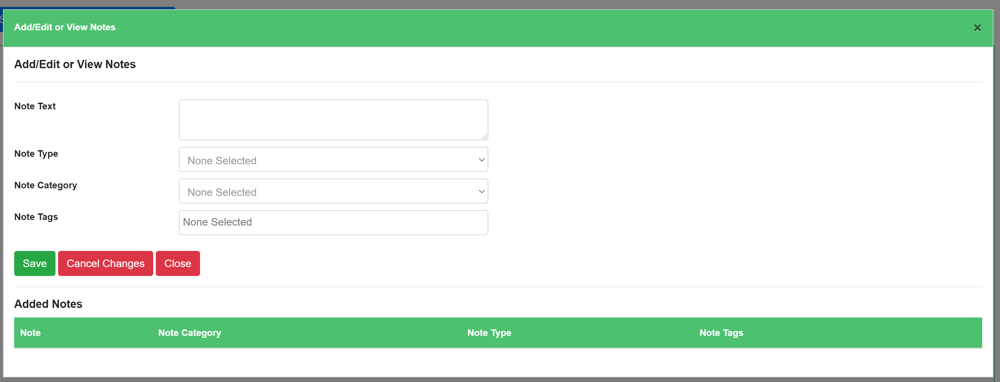 Add/Edit or View Notes
Add/Edit or View Notes
Note Text
Note Type
None Selected
Note Category
None Selected
Note Tags
None Selected
Save Cancel Changes Close
Added Notes
Note Note Category Note Type Note Tags